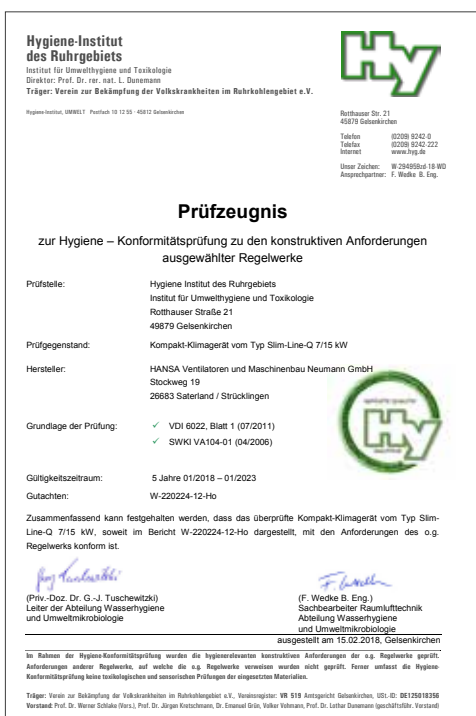 Hygiene-Institut
des Ruhrgebiets
Institut für Umwelthygiene und Toxikologie
Direktor: Prof. Dr. rer. nat. L. Dunemann
Träger: Verein zur Bekämpfung der Volkskrankheiten im Ruhrkohlengebiet e.V.
Hygiene-Institut, UMWELT Postfach 10 12 55 · 45812 Gelsenkirchen
Hy
Rotthauser Str. 21
45879 Gelsenkirchen
Telefon (0209) 9242-0
Telefax (0209) 9242-222
Internet www.hyg.de
Unser Zeichen: W-294959zd-18-WD
Ansprechpartner: F. Wedke B. Eng.
Prüfzeugnis
zur Hygiene – Konformitätsprüfung zu den konstruktiven Anforderungen
ausgewählter Regelwerke
Prüfstelle: Hygiene Institut des Ruhrgebiets
Institut für Umwelthygiene und Toxikologie
Rotthauser Straße 21
49879 Gelsenkirchen
Prüfgegenstand: Kompakt-Klimagerät vom Typ Slim-Line-Q 7/15 kW
Hersteller: HANSA Ventilatoren und Maschinenbau Neumann GmbH
Stockweg 19
26683 Saterland / Strücklingen
Hy
Grundlage der Prüfung: ✓ VDI 6022, Blatt 1 (07/2011)
✓ SWKI VA104-01 (04/2006)
Gültigkeitszeitraum: 5 Jahre 01/2018 – 01/2023
Gutachten: W-220224-12-Ho
Zusammenfassend kann festgehalten werden, dass das überprüfte Kompakt-Klimagerät vom Typ Slim-
Line-Q 7/15 kW, soweit im Bericht W-220224-12-Ho dargestellt, mit den Anforderungen des o.g.
Regelwerks konform ist.
(Priv.-Doz. Dr. G.-J. Tuschewitzki) (F. Wedke B. Eng.)
Leiter der Abteilung Wasserhygiene Sachbearbeiter Raumlufttechnik
und Umweltmikrobiologie Abteilung Wasserhygiene
und Umweltmikrobiologie
ausgestellt am 15.02.2018, Gelsenkirchen
Im Rahmen der Hygiene-Konformitätsprüfung wurden die hygienerelevanten konstruktiven Anforderungen der o.g. Regelwerke geprüft.
Anforderungen anderer Regelwerke, auf welche die o.g. Regelwerke verweisen wurden nicht geprüft. Ferner umfasst die Hygiene-
Konformitätsprüfung keine toxikologischen und sensorischen Prüfungen der eingesetzten Materialien.
Träger: Verein zur Bekämpfung der Volkskrankheiten im Ruhrkohlengebiet e.V., Vereinsregister: VR 519 Amtsgericht Gelsenkirchen, USt.-ID: DE125018356
Vorstand: Prof. Dr. Werner Schlake (Vors.), Prof. Dr. Jürgen Kretschmann, Dr. Emanuel Grün, Volker Vohmann, Prof. Dr. Lothar Dunemann (geschäftsführ. Vorstand)